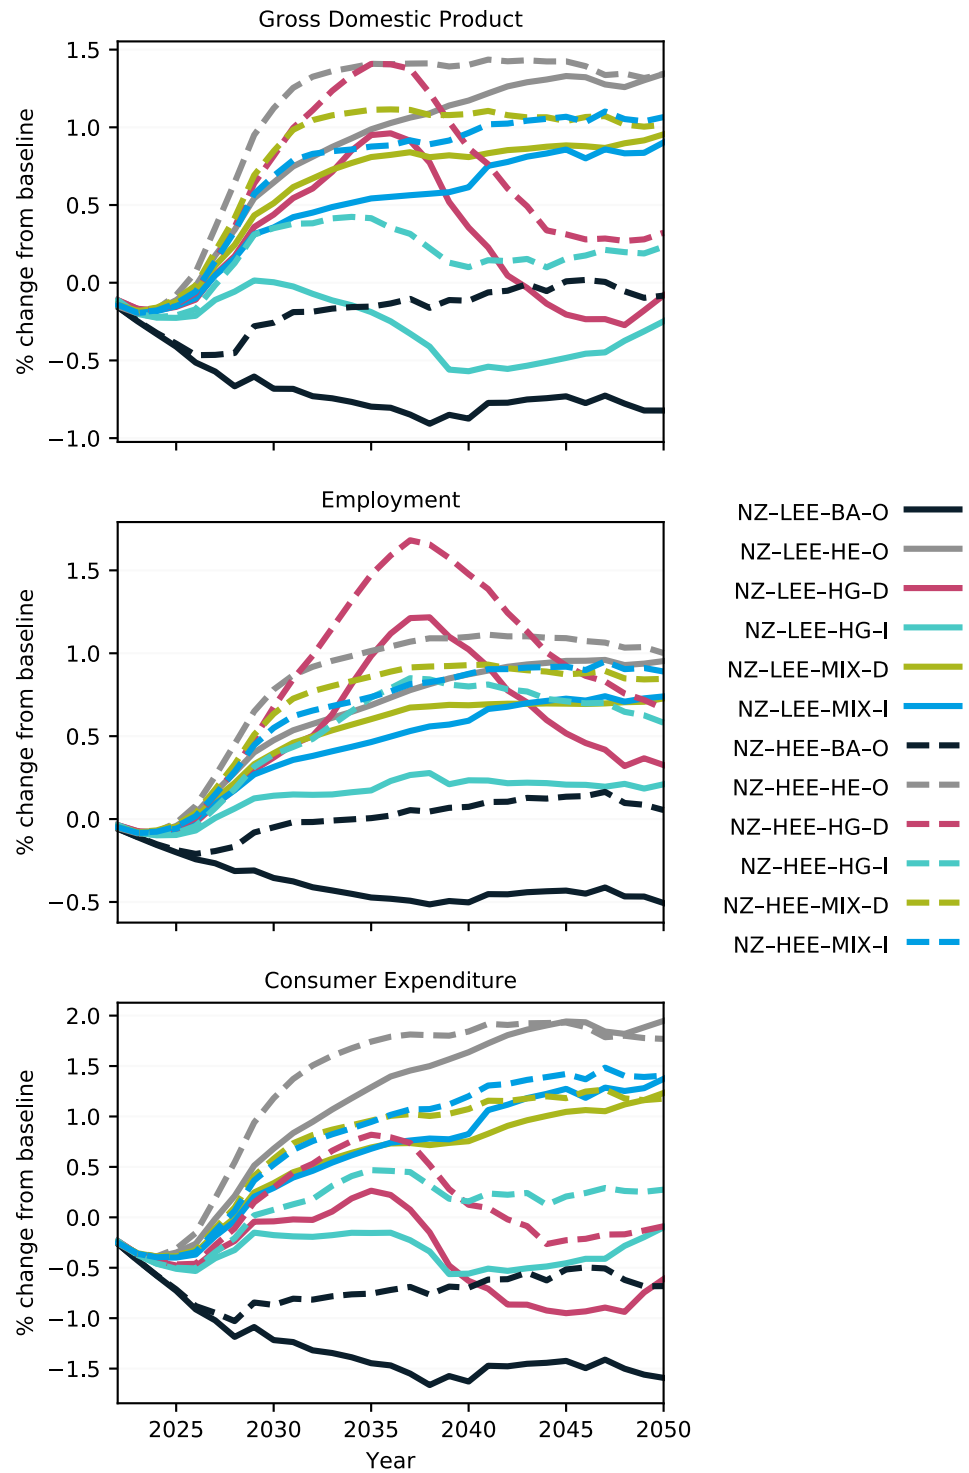 Gross Domestic Product
% change from baseline
1.5
1.0
0.5
0.0
−0.5
−1.0
Employment
% change from baseline
1.5
1.0
0.5
0.0
−0.5
NZ–LEE–BA–O
NZ–LEE-HE–O
NZ–LEE–HG–D
NZ–LEE–HG–I
NZ–LEE–MIX–D
NZ–LEE–MIX–I
NZ–HEE–BA–O
NZ–HEE–HE–O
NZ–HEE–HG–D
NZ–HEE–HG–I
NZ–HEE–MIX–D
NZ–HEE–MIX–I
Consumer Expenditure
% change from baseline
2.0
1.5
1.0
0.5
0.0
−0.5
−1.0
−1.5
2025 2030 2035 2040 2045 2050
Year